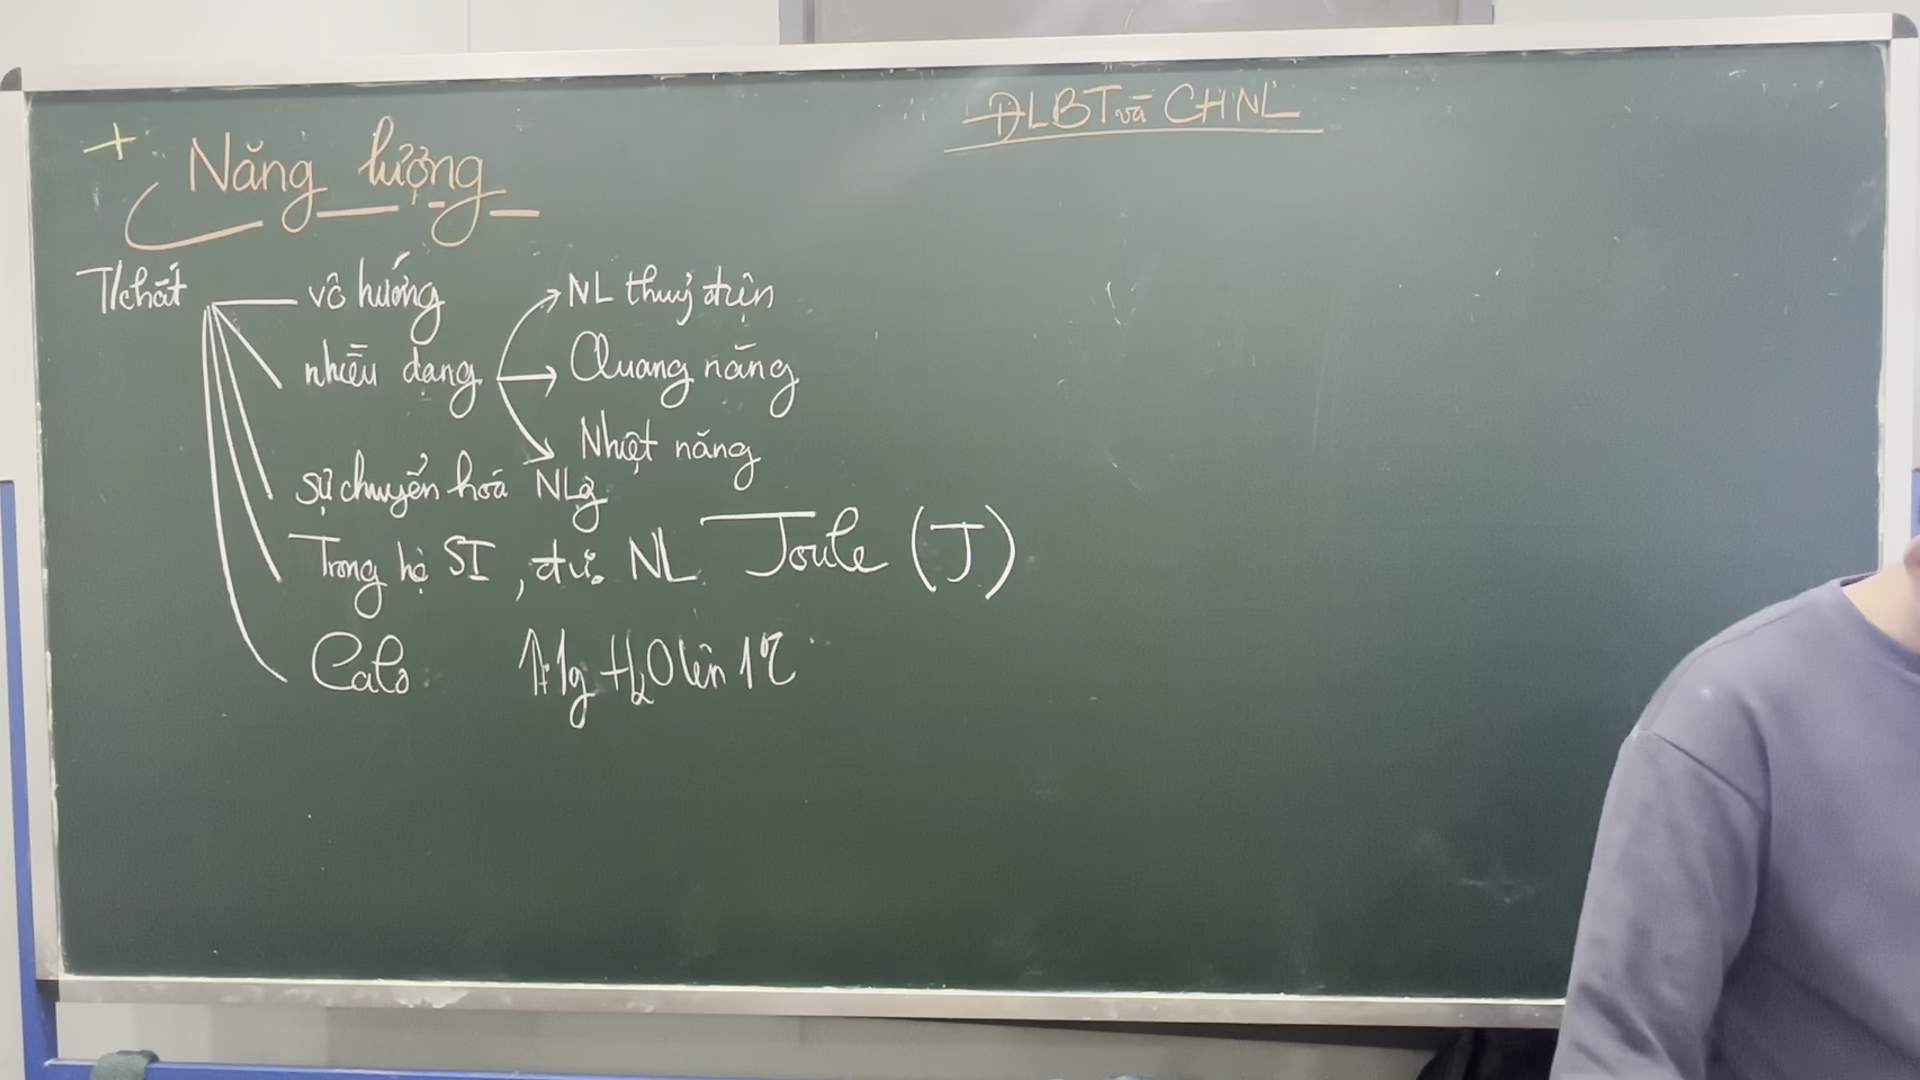 + Năng lượng
ĐLBT và CHNL
T/chất
vô hướng
nhiều dạng
NL thuỷ điện
Quang năng
Nhiệt năng
sự chuyển hoá NLg
Trong hệ SI, đvị NL Joule (J)
Calo
1g H₂O lên 1°C